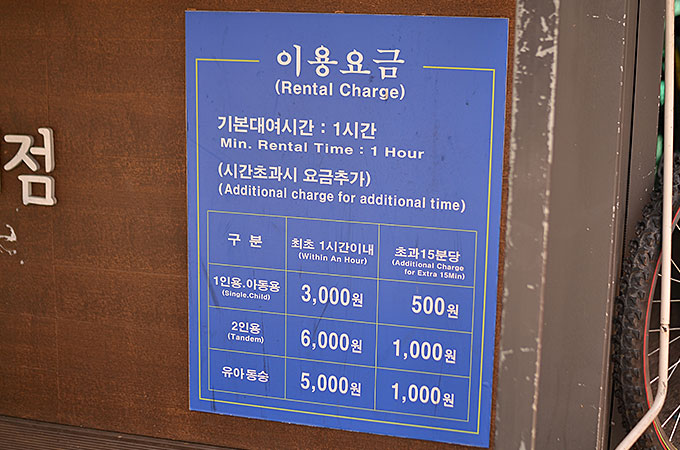 이용요금
(Rental Charge)
기본대여시간 : 1시간
Min. Rental Time : 1 Hour
(시간초과시 요금추가)
(Additional charge for additional time)
구 분 최초 1시간이내 초과15분당
(Within An Hour) (Additional Charge for Extra 15Min)
1인용.아동용 3,000원 500원
(Single.Child)
2인용 6,000원 1,000원
(Tandem)
유아동승 5,000원 1,000원
점